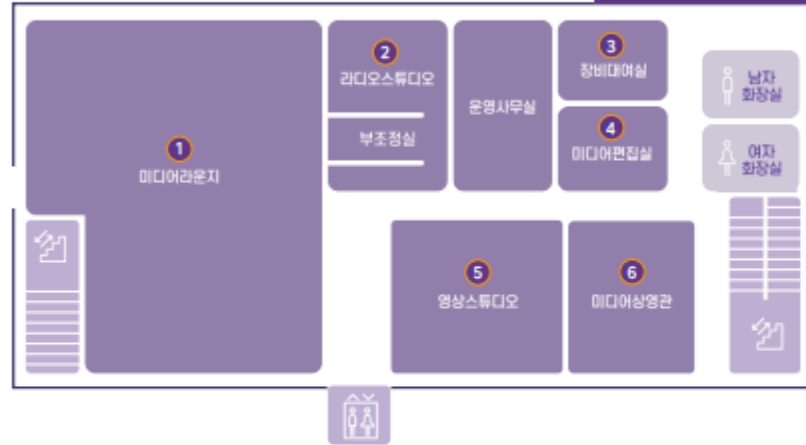 1
미디어라운지
2
라디오스튜디오
부조정실
운영사무실
3
장비대여실
4
미디어편집실
남자
화장실
여자
화장실
5
영상스튜디오
6
미디어상영관